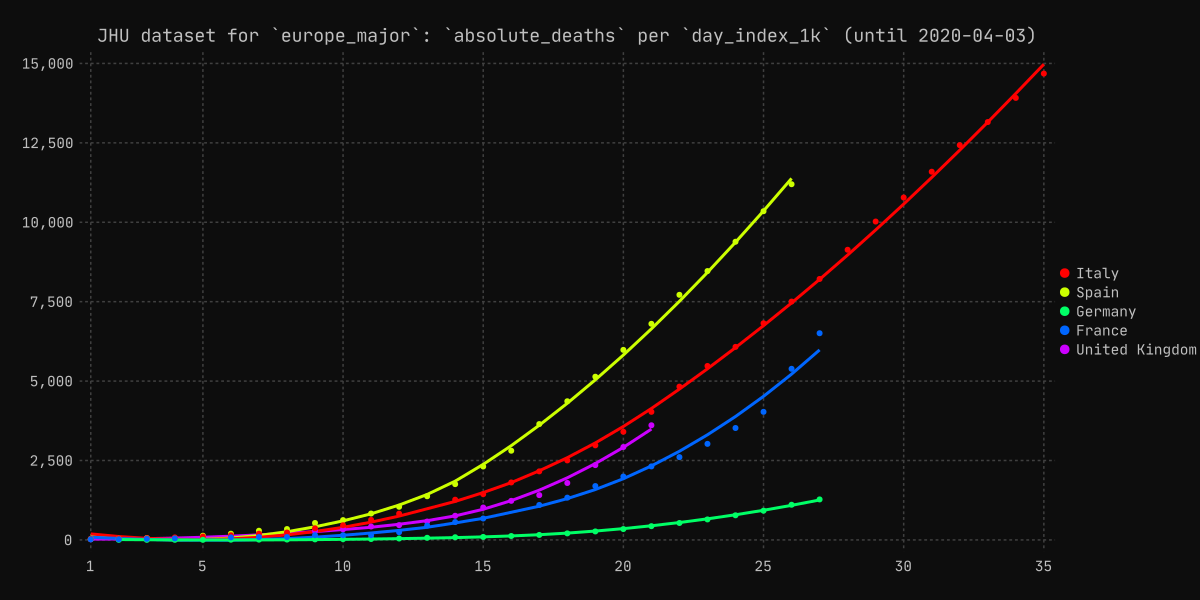 JHU dataset for `europe_major`: `absolute_deaths` per `day_index_1k` (until 2020-04-03)
15,000
12,500
10,000
7,500
5,000
2,500
0
1 5 10 15 20 25 30 35
Italy
Spain
Germany
France
United Kingdom